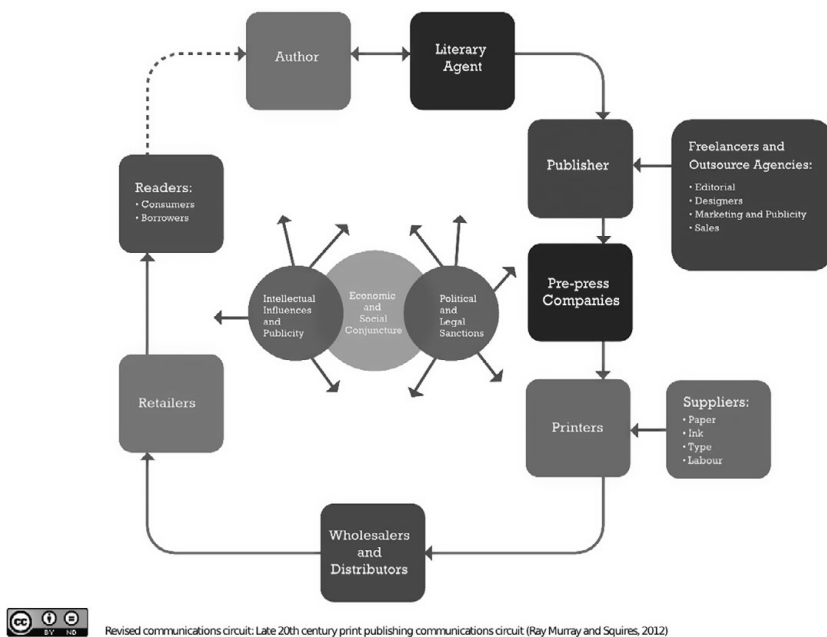 Author
Literary
Agent
Publisher
Freelancers and
Outsource Agencies:
• Editorial
• Designers
• Marketing and Publicity
• Sales
Readers:
• Consumers
• Borrowers
Pre-press
Companies
Intellectual
Influences
and
Publicity
Economic
and
Social
Conjuncture
Political
and
Legal
Sanctions
Retailers
Printers
Suppliers:
• Paper
• Ink
• Type
• Labour
Wholesalers
and
Distributors
cc
BY ND
Revised communications circuit: Late 20th century print publishing communications circuit (Ray Murray and Squires, 2012)